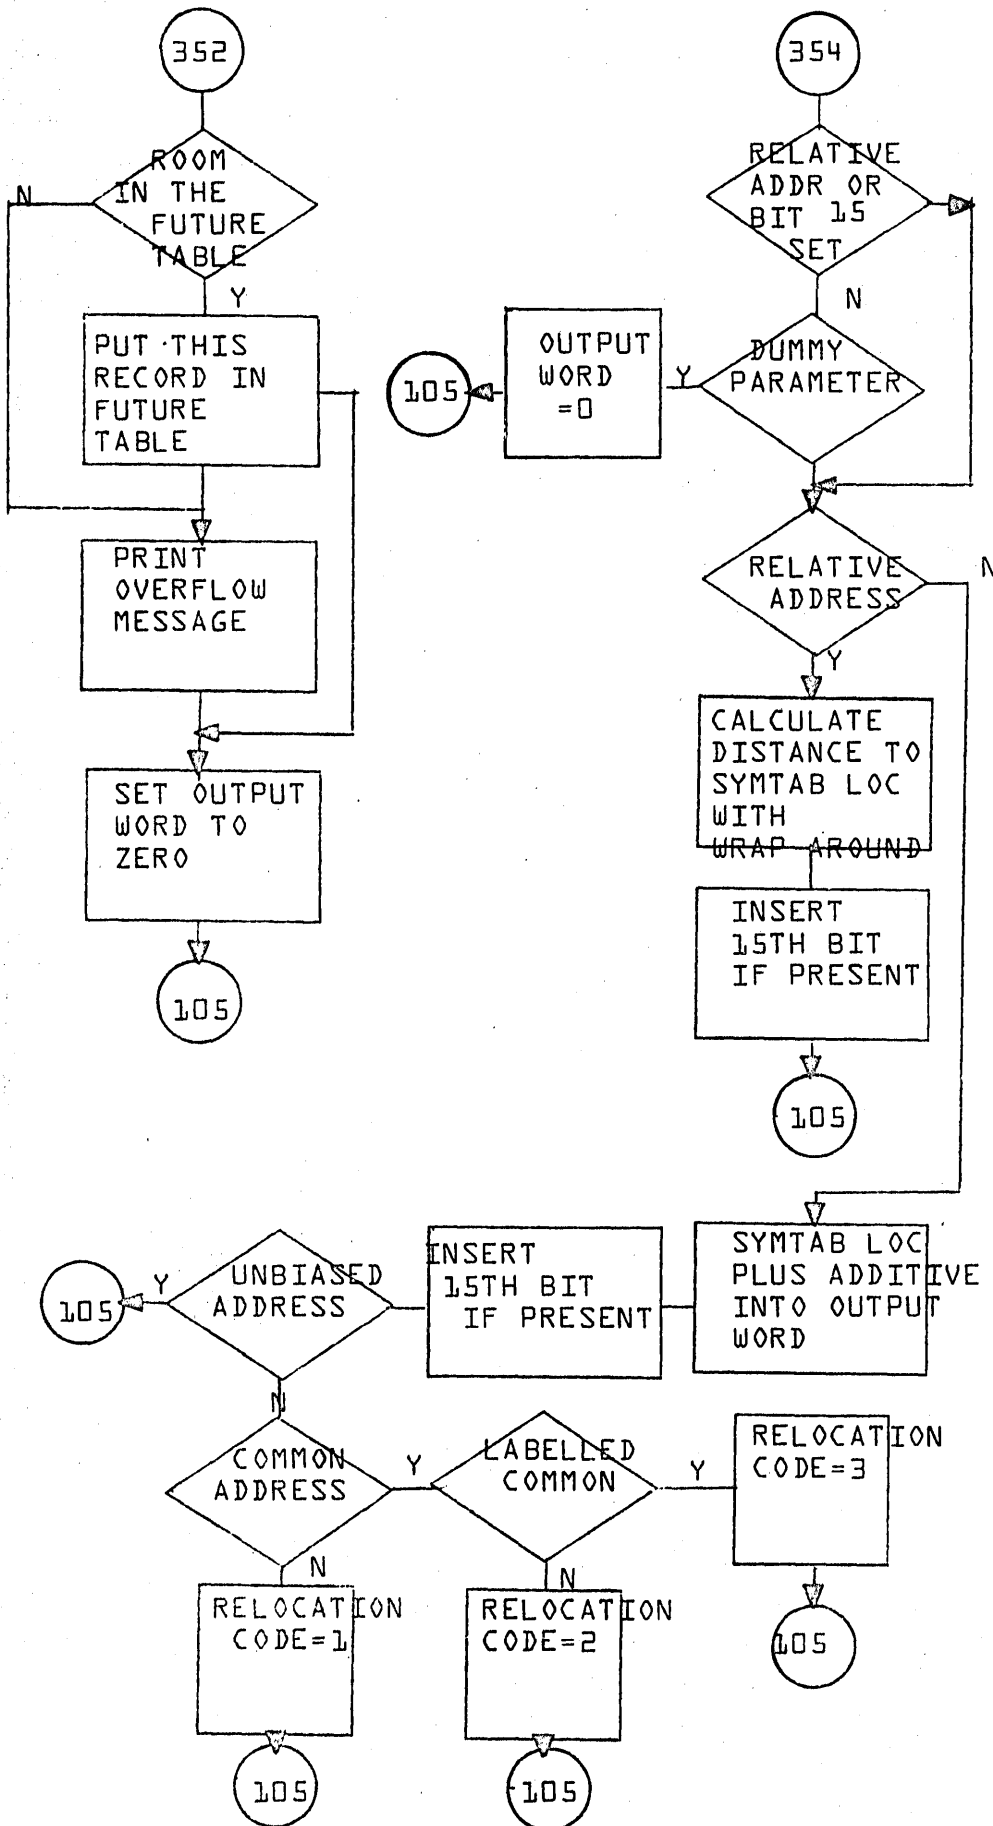 352
ROOM
IN THE
FUTURE
TABLE
N
Y
PUT THIS
RECORD IN
FUTURE
TABLE
PRINT
OVERFLOW
MESSAGE
SET OUTPUT
WORD TO
ZERO
105
354
RELATIVE
ADDR OR
BIT 15
SET
N
DUMMY
PARAMETER
Y
OUTPUT
WORD
=0
105
RELATIVE
ADDRESS
N
Y
CALCULATE
DISTANCE TO
SYMTAB LOC
WITH
WRAP AROUND
INSERT
15TH BIT
IF PRESENT
105
SYMTAB LOC
PLUS ADDITIVE
INTO OUTPUT
WORD
INSERT
15TH BIT
IF PRESENT
UNBIASED
ADDRESS
Y
105
N
COMMON
ADDRESS
Y
LABELLED
COMMON
Y
RELOCATION
CODE=3
105
N
RELOCATION
CODE=1
105
N
RELOCATION
CODE=2
105